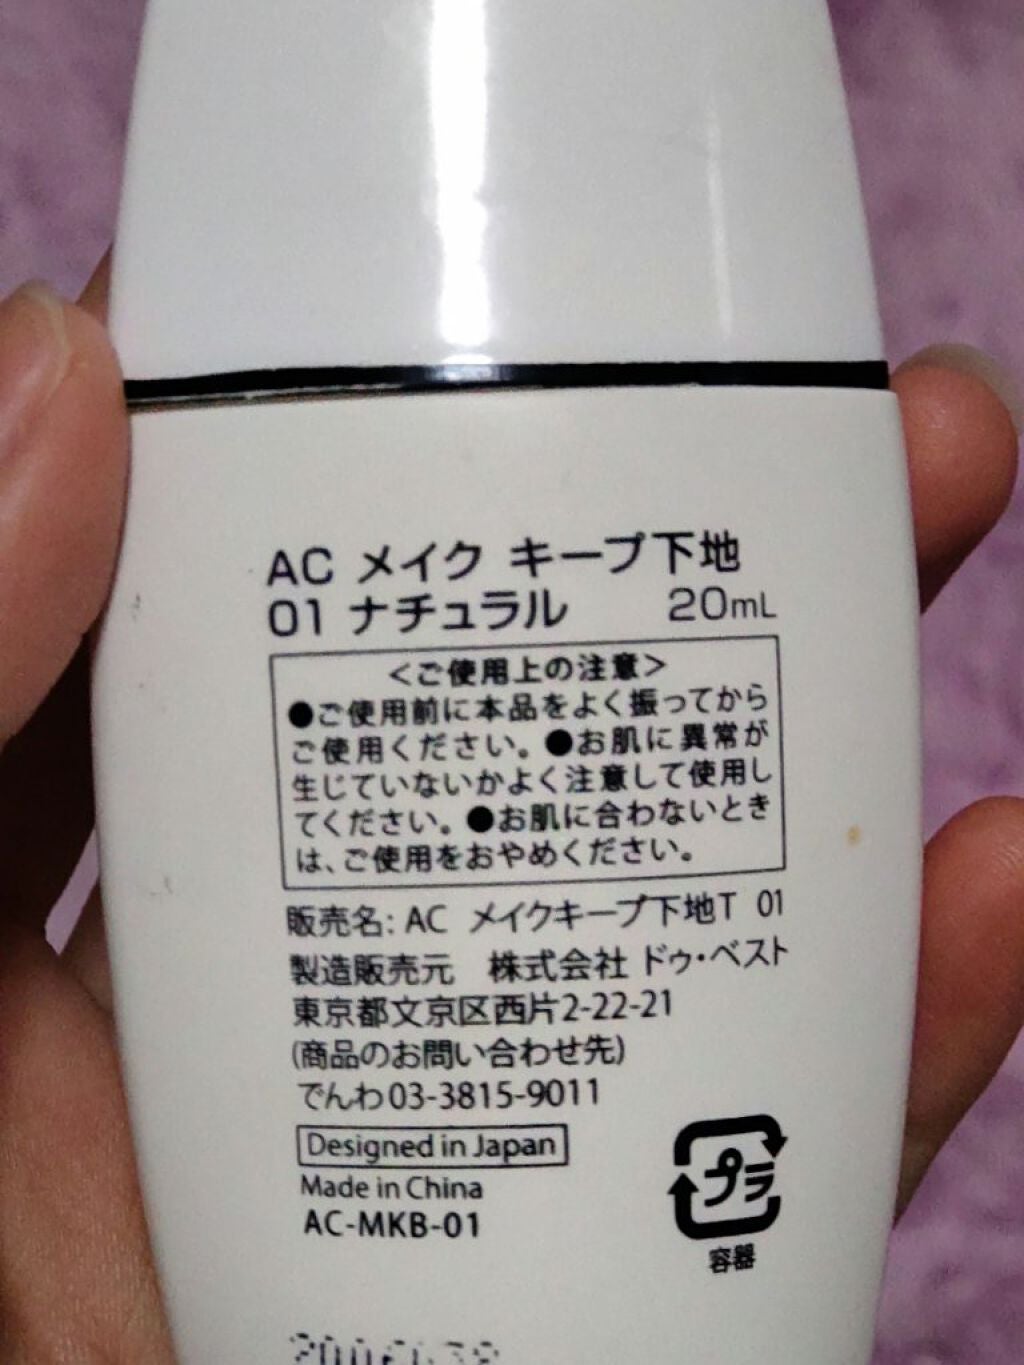 AC メイク キープ下地
01 ナチュラル 20mL
<ご使用上の注意>
●ご使用前に本品をよく振ってから
ご使用ください。●お肌に異常が
生じていないかよく注意して使用し
てください。●お肌に合わないとき
は、ご使用をおやめください。
販売名: AC メイクキープ下地T 01
製造販売元 株式会社 ドゥ・ベスト
東京都文京区西片2-22-21
(商品のお問い合わせ先)
でんわ03-3815-9011
Designed in Japan
Made in China
AC-MKB-01
プラ
容器